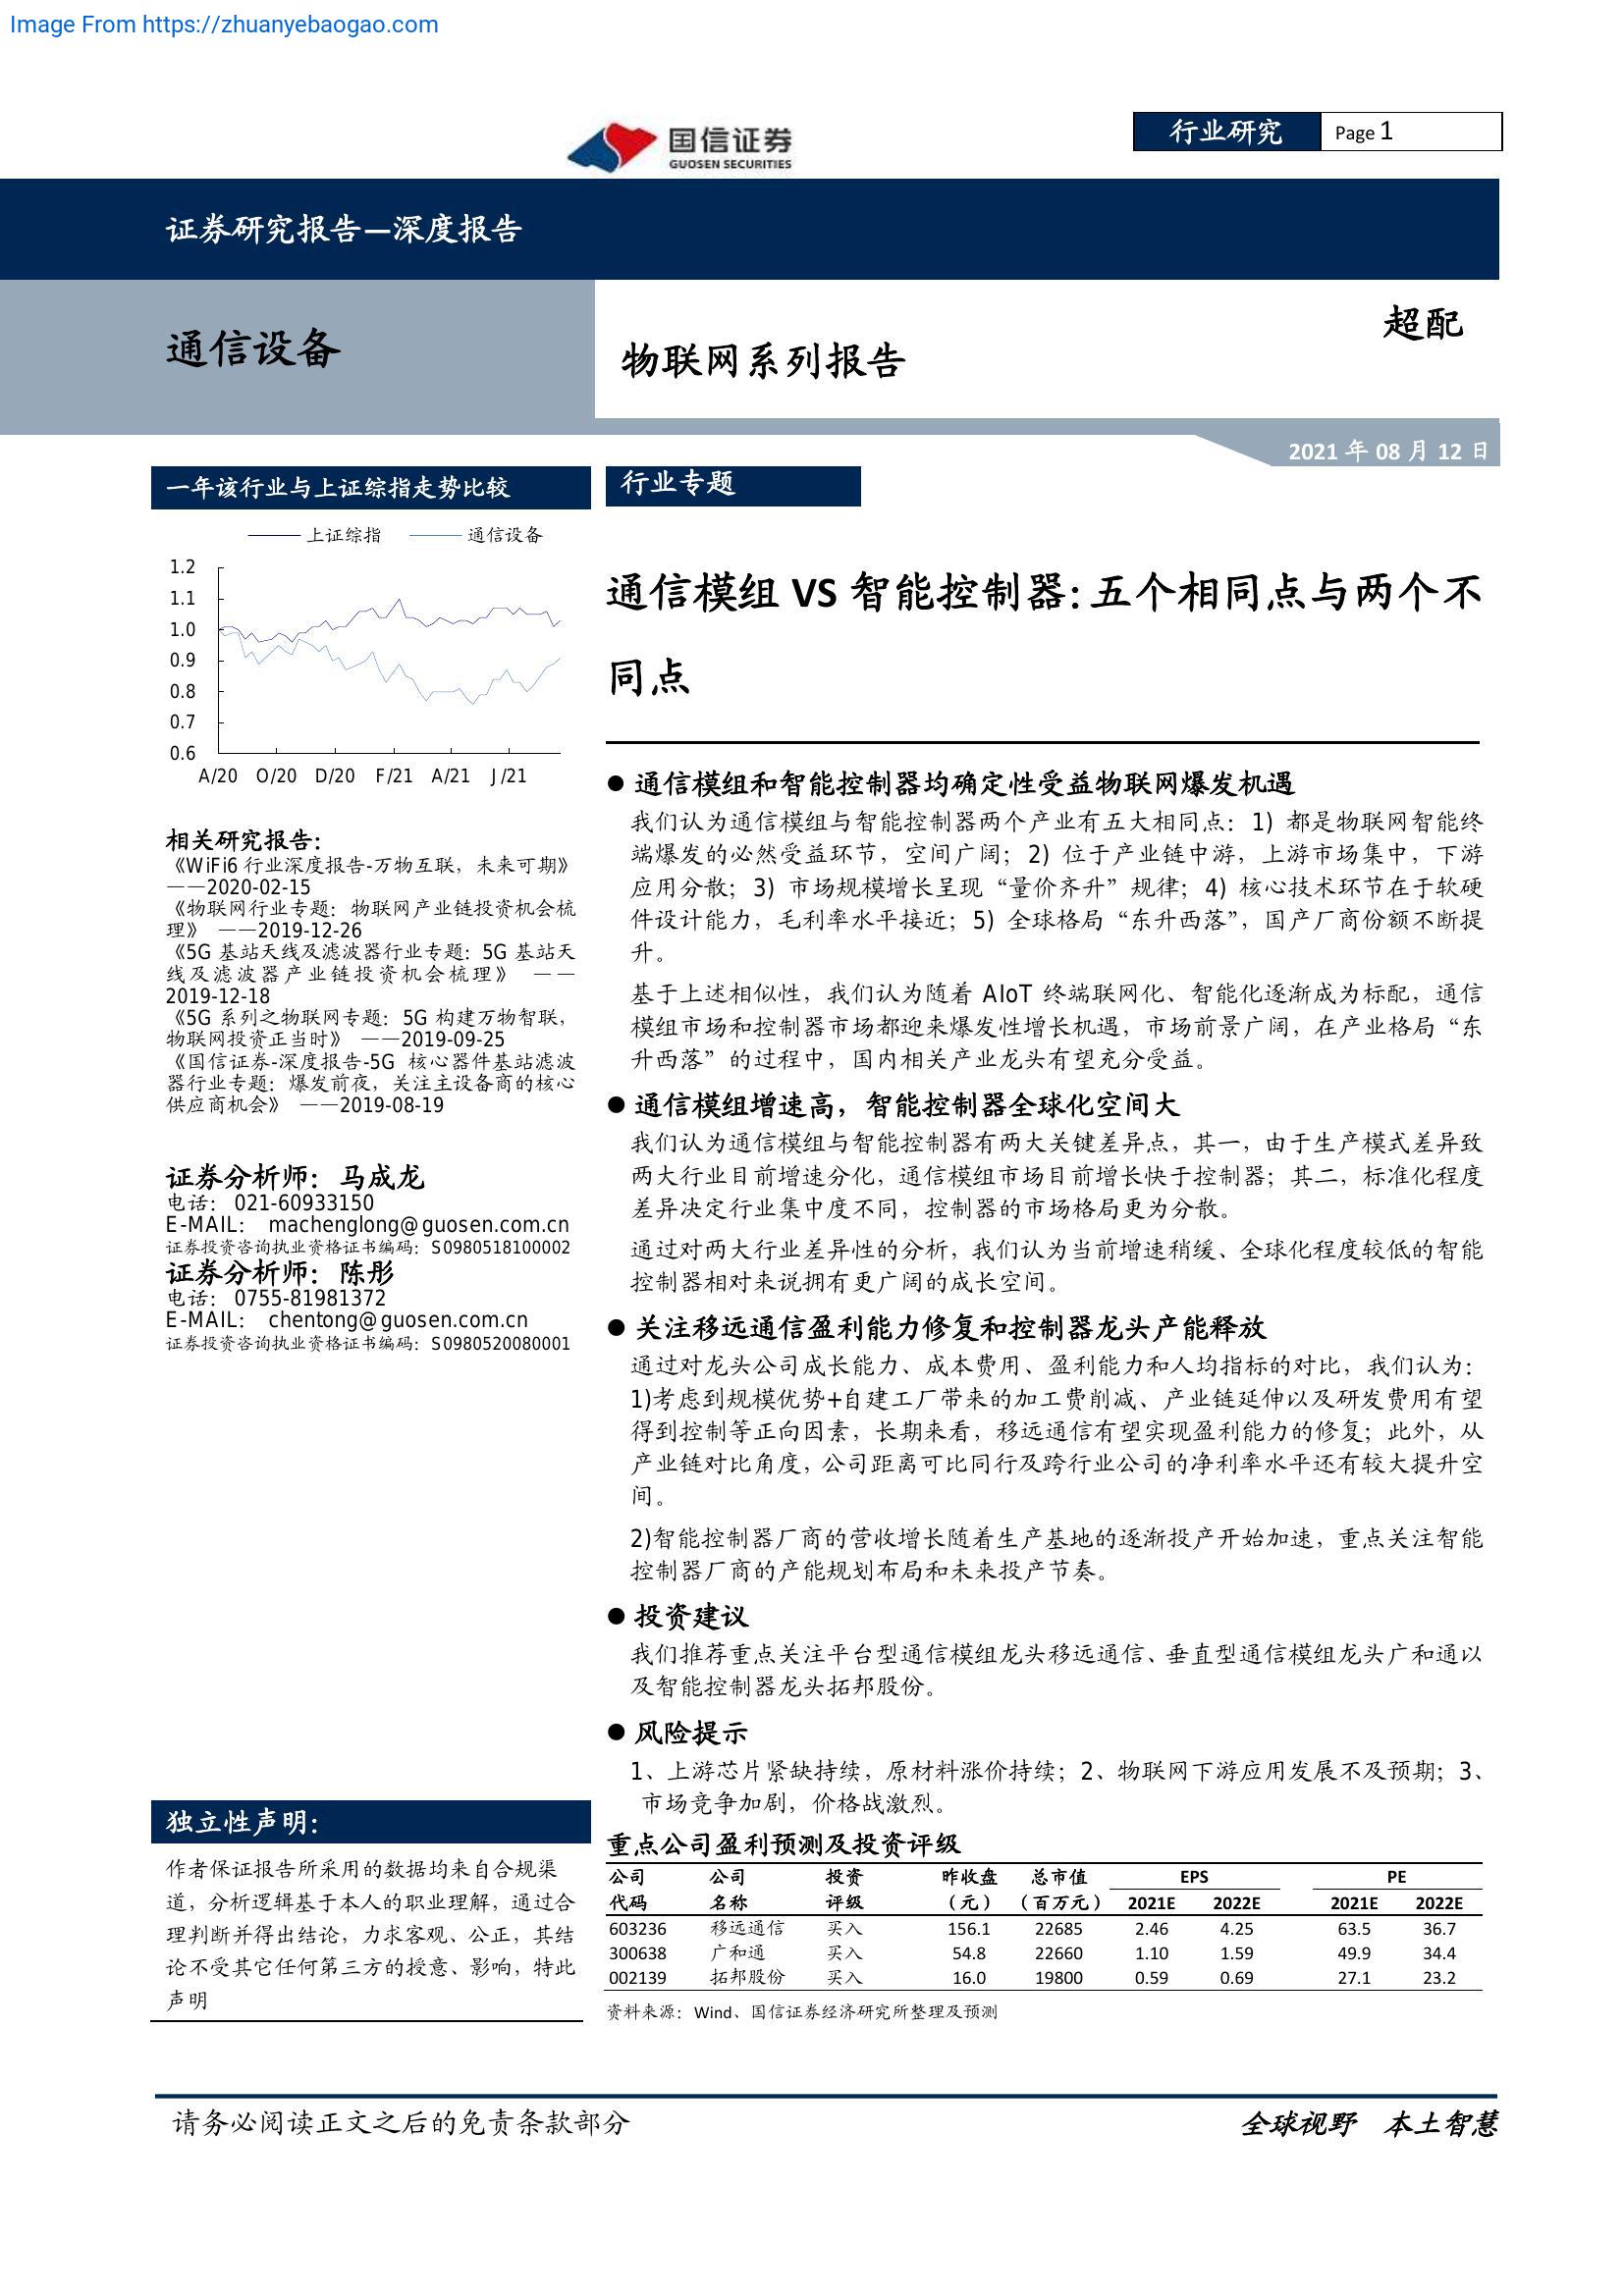 Image From https://zhuanyebaogao.com
国信证券
GUOSEN SECURITIES
行业研究
Page 1
证券研究报告—深度报告
通信设备
物联网系列报告
超配
2021 年 08 月 12 日
一年该行业与上证综指走势比较
上证综指 通信设备
1.2
1.1
1.0
0.9
0.8
0.7
0.6
A/20 O/20 D/20 F/21 A/21 J/21
相关研究报告：
《WiFi6 行业深度报告-万物互联，未来可期》
——2020-02-15
《物联网行业专题：物联网产业链投资机会梳
理》 ——2019-12-26
《5G 基站天线及滤波器行业专题：5G 基站天
线及滤波器产业链投资机会梳理》 ——
2019-12-18
《5G 系列之物联网专题：5G 构建万物智联，
物联网投资正当时》 ——2019-09-25
《国信证券-深度报告-5G 核心器件基站滤波
器行业专题：爆发前夜，关注主设备商的核心
供应商机会》 ——2019-08-19
证券分析师：马成龙
电话： 021-60933150
E-MAIL： machenglong@guosen.com.cn
证券投资咨询执业资格证书编码：S0980518100002
证券分析师：陈彤
电话： 0755-81981372
E-MAIL： chentong@guosen.com.cn
证券投资咨询执业资格证书编码：S0980520080001
独立性声明：
作者保证报告所采用的数据均来自合规渠
道，分析逻辑基于本人的职业理解，通过合
理判断并得出结论，力求客观、公正，其结
论不受其它任何第三方的授意、影响，特此
声明
行业专题
通信模组 VS 智能控制器：五个相同点与两个不
同点
● 通信模组和智能控制器均确定性受益物联网爆发机遇
我们认为通信模组与智能控制器两个产业有五大相同点：1）都是物联网智能终
端爆发的必然受益环节，空间广阔；2）位于产业链中游，上游市场集中，下游
应用分散；3）市场规模增长呈现“量价齐升”规律；4）核心技术环节在于软硬
件设计能力，毛利率水平接近；5）全球格局“东升西落”，国产厂商份额不断提
升。
基于上述相似性，我们认为随着 AIoT 终端联网化、智能化逐渐成为标配，通信
模组市场和控制器市场都迎来爆发性增长机遇，市场前景广阔，在产业格局“东
升西落”的过程中，国内相关产业龙头有望充分受益。
● 通信模组增速高，智能控制器全球化空间大
我们认为通信模组与智能控制器有两大关键差异点，其一，由于生产模式差异致
两大行业目前增速分化，通信模组市场目前增长快于控制器；其二，标准化程度
差异决定行业集中度不同，控制器的市场格局更为分散。
通过对两大行业差异性的分析，我们认为当前增速稍缓、全球化程度较低的智能
控制器相对来说拥有更广阔的成长空间。
● 关注移远通信盈利能力修复和控制器龙头产能释放
通过对龙头公司成长能力、成本费用、盈利能力和人均指标的对比，我们认为：
1)考虑到规模优势+自建工厂带来的加工费削减、产业链延伸以及研发费用有望
得到控制等正向因素，长期来看，移远通信有望实现盈利能力的修复；此外，从
产业链对比角度，公司距离可比同行及跨行业公司的净利率水平还有较大提升空
间。
2)智能控制器厂商的营收增长随着生产基地的逐渐投产开始加速，重点关注智能
控制器厂商的产能规划布局和未来投产节奏。
● 投资建议
我们推荐重点关注平台型通信模组龙头移远通信、垂直型通信模组龙头广和通以
及智能控制器龙头拓邦股份。
● 风险提示
1、上游芯片紧缺持续，原材料涨价持续；2、物联网下游应用发展不及预期；3、
市场竞争加剧，价格战激烈。
重点公司盈利预测及投资评级
公司 公司 投资 昨收盘 总市值 EPS PE
代码 名称 评级 （元） （百万元） 2021E 2022E 2021E 2022E
603236 移远通信 买入 156.1 22685 2.46 4.25 63.5 36.7
300638 广和通 买入 54.8 22660 1.10 1.59 49.9 34.4
002139 拓邦股份 买入 16.0 19800 0.59 0.69 27.1 23.2
资料来源：Wind、国信证券经济研究所整理及预测
请务必阅读正文之后的免责条款部分
全球视野 本土智慧